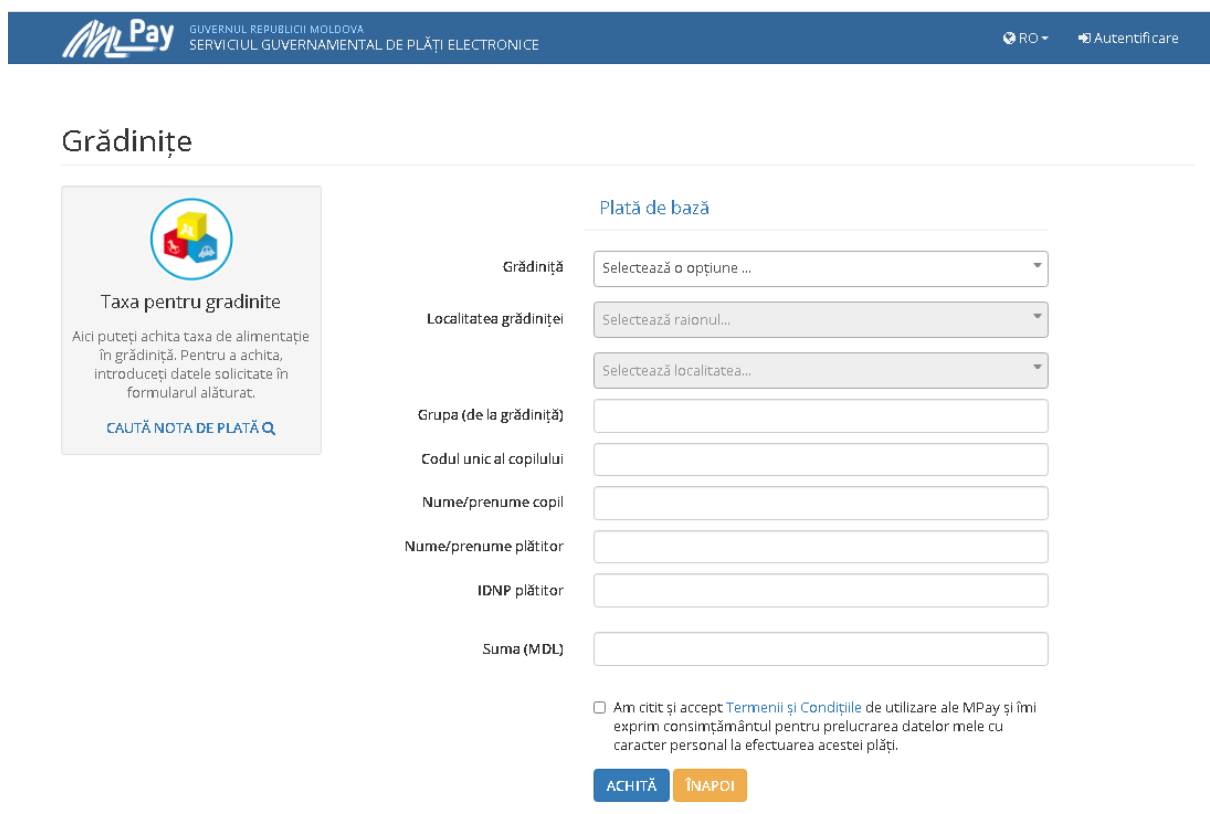 MPay
GUVERNUL REPUBLICII MOLDOVA
SERVICIUL GUVERNAMENTAL DE PLĂȚI ELECTRONICE
RO
Autentificare
Grădinițe
Taxa pentru gradinite
Aici puteți achita taxa de alimentație
în grădiniță. Pentru a achita,
introduceți datele solicitate în
formularul alăturat.
CAUTĂ NOTA DE PLATĂ
Plată de bază
Grădiniță
Selectează o opțiune ...
Localitatea grădiniței
Selectează raionul...
Selectează localitatea...
Grupa (de la grădiniță)
Codul unic al copilului
Nume/prenume copil
Nume/prenume plătitor
IDNP plătitor
Suma (MDL)
Am citit și accept Termenii și Condițiile de utilizare ale MPay și îmi
exprim consimțământul pentru prelucrarea datelor mele cu
caracter personal la efectuarea acestei plăți.
ACHITĂ
ÎNAPOI